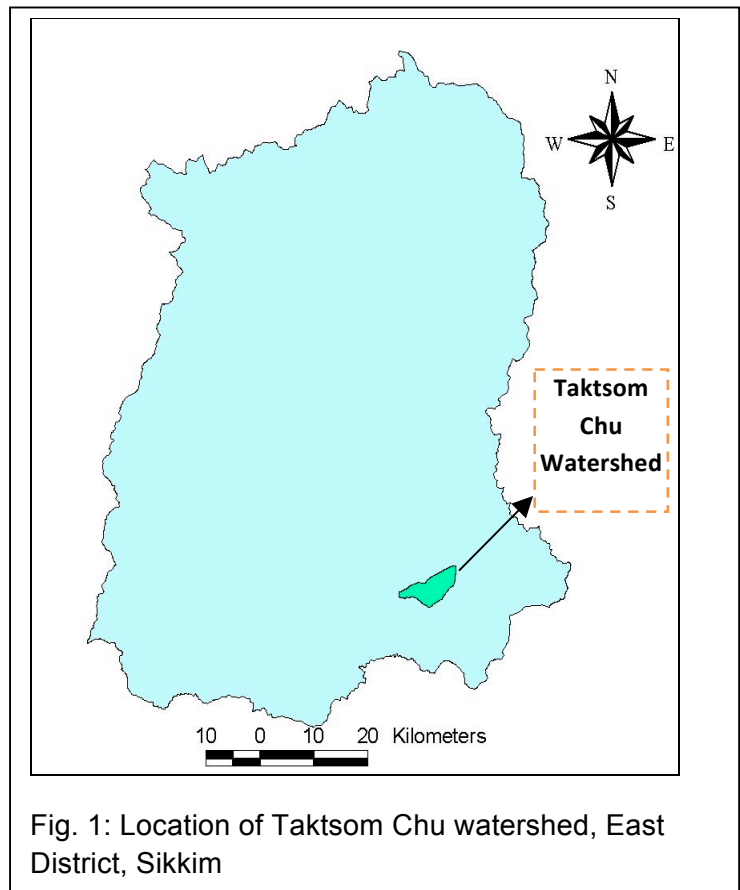 N
W E
S
Taktsom
Chu
Watershed
10 0 10 20 Kilometers
Fig. 1: Location of Taktsom Chu watershed, East
District, Sikkim